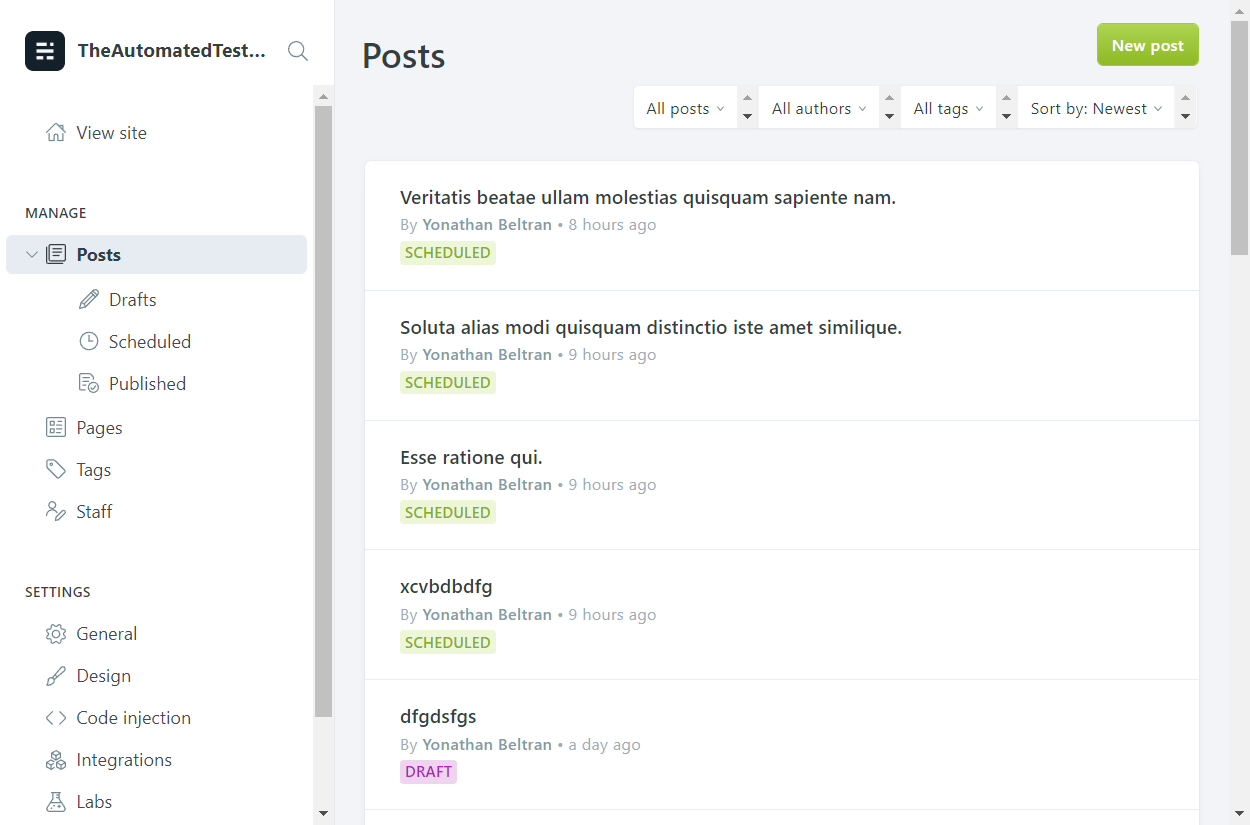 TheAutomatedTest...
View site
MANAGE
Posts
Drafts
Scheduled
Published
Pages
Tags
Staff
SETTINGS
General
Design
Code injection
Integrations
Labs
Posts
New post
All posts
All authors
All tags
Sort by: Newest
Veritatis beatae ullam molestias quisquam sapiente nam.
By Yonathan Beltran • 8 hours ago
SCHEDULED
Soluta alias modi quisquam distinctio iste amet similique.
By Yonathan Beltran • 9 hours ago
SCHEDULED
Esse ratione qui.
By Yonathan Beltran • 9 hours ago
SCHEDULED
xcvbdbdfg
By Yonathan Beltran • 9 hours ago
SCHEDULED
dfgdsfgs
By Yonathan Beltran • a day ago
DRAFT